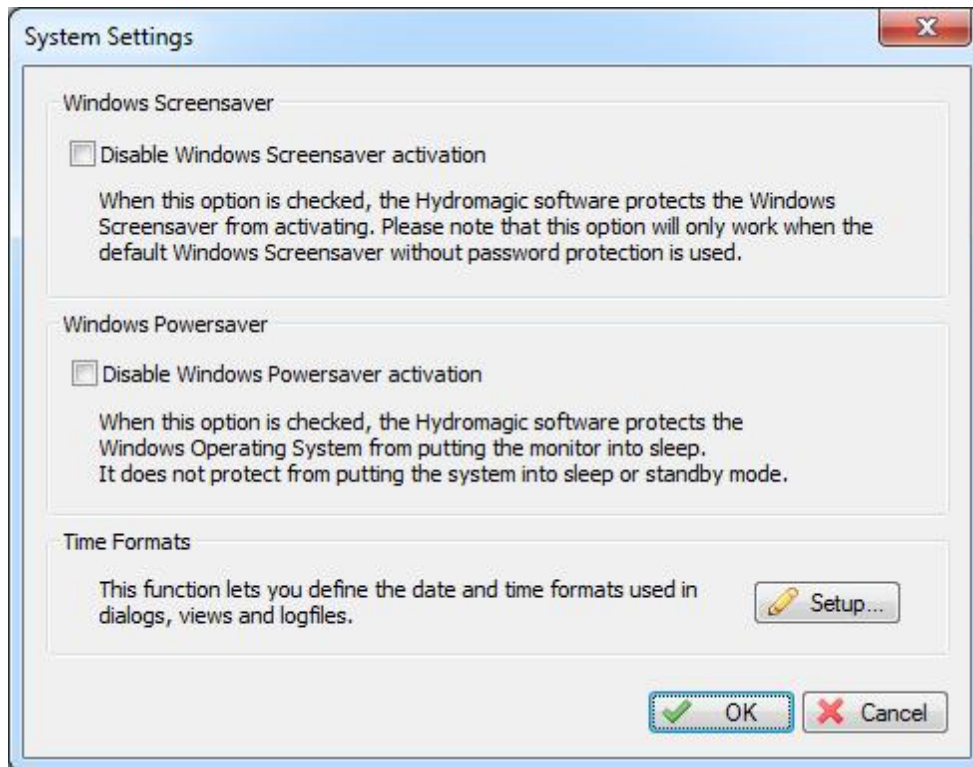 System Settings
Windows Screensaver
Disable Windows Screensaver activation
When this option is checked, the Hydromagic software protects the Windows
Screensaver from activating. Please note that this option will only work when the
default Windows Screensaver without password protection is used.
Windows Powersaver
Disable Windows Powersaver activation
When this option is checked, the Hydromagic software protects the
Windows Operating System from putting the monitor into sleep.
It does not protect from putting the system into sleep or standby mode.
Time Formats
This function lets you define the date and time formats used in
dialogs, views and logfiles.
Setup...
OK
Cancel